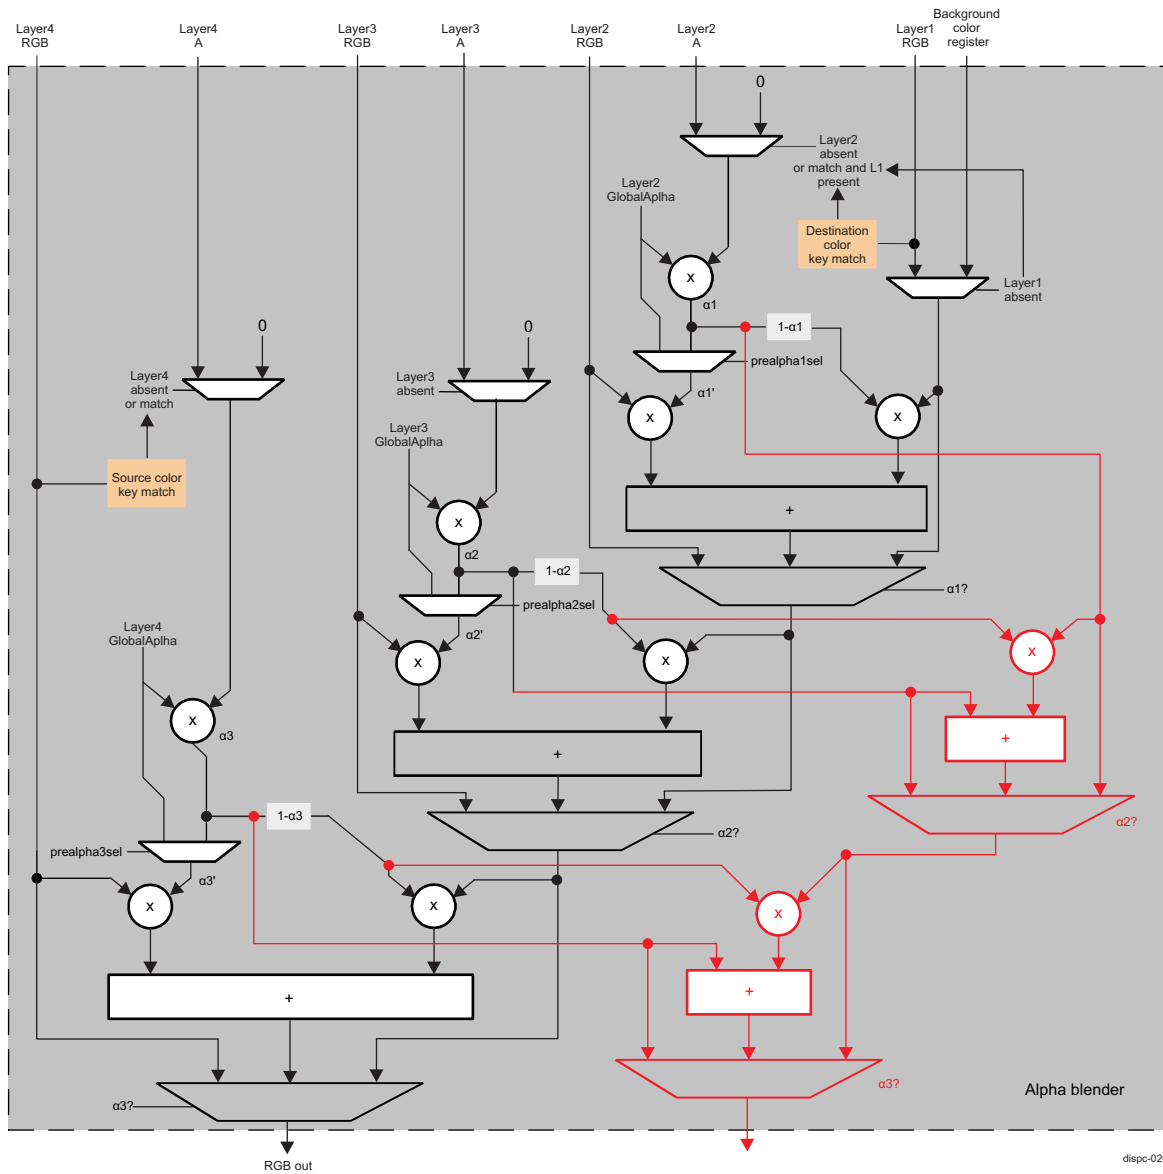 Layer4
RGB
Layer4
A
Layer3
RGB
Layer3
A
Layer2
RGB
Layer2
A
Layer1
RGB
Background
color
register
0
Layer2
absent
or match and L1
present
Layer2
GlobalAplha
Destination
color
key match
x
Layer1
absent
α1
1-α1
0
0
prealpha1sel
Layer4
absent
or match
Layer3
absent
α1'
x
x
Layer3
GlobalAplha
Source color
key match
+
x
α2
1-α2
α1?
prealpha2sel
Layer4
GlobalAplha
α2'
x
x
x
x
α3
+
+
1-α3
α2?
α2?
prealpha3sel
α3'
x
x
x
+
+
α3?
α3?
Alpha blender
RGB out